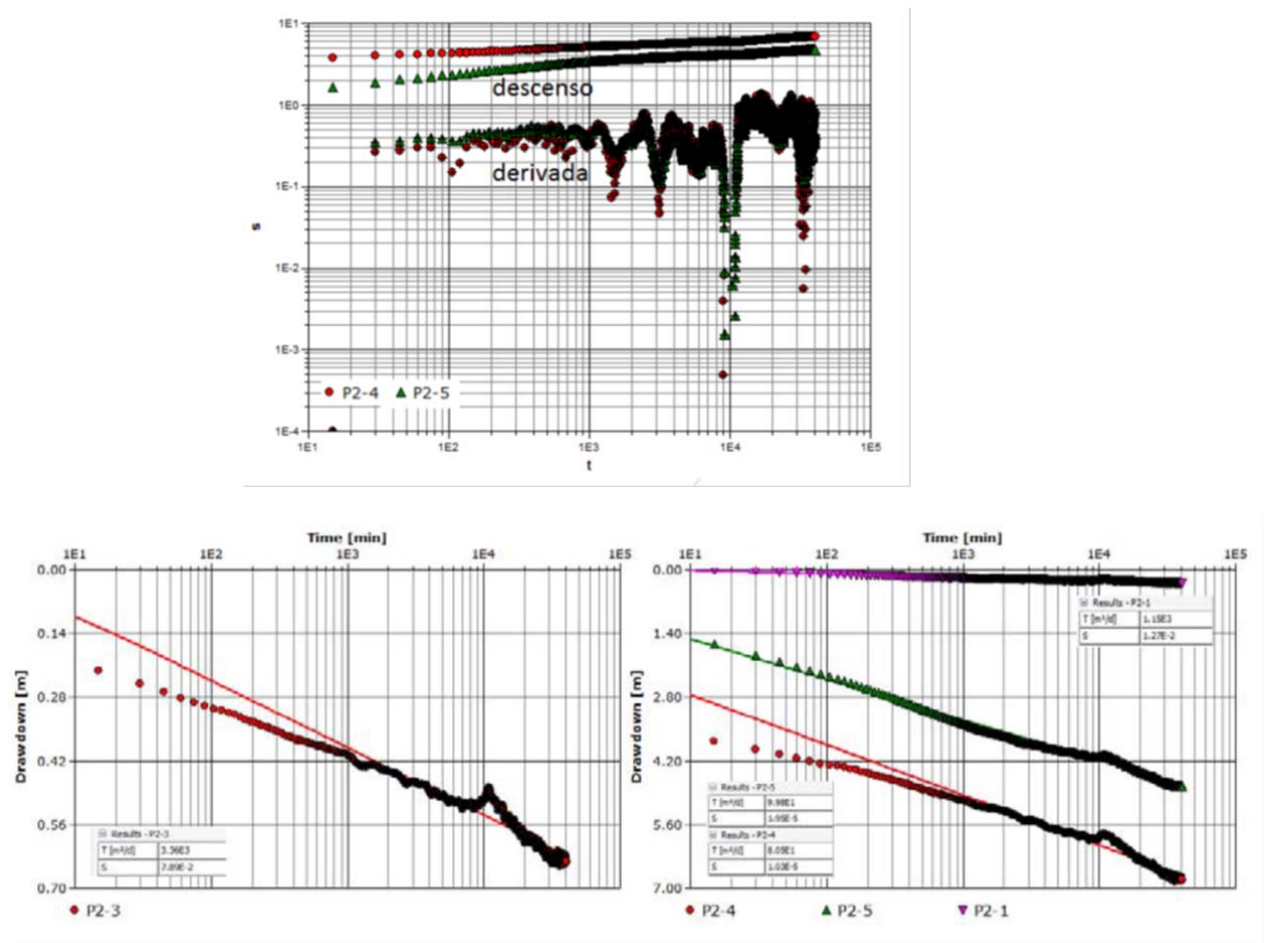 1E1
1E0
descenso
derivada
1E-1
s
1E-2
1E-3
P2-4 P2-5
1E-4
1E1 1E2 1E3 1E4 1E5
t
Time [min]
1E1 1E2 1E3 1E4 1E5
0.00
0.14
0.28
Drawdown [m]
0.42
0.56
Results - P2-3
T [m²/d] 3.36E3
S 7.89E-2
0.70
P2-3
Time [min]
1E1 1E2 1E3 1E4 1E5
0.00
Results - P2-1
T [m²/d] 1.15E3
S 1.27E-2
1.40
2.80
Drawdown [m]
4.20
Results - P2-5
T [m²/d] 9.98E1
S 1.95E-5
5.60
Results - P2-4
T [m²/d] 8.05E1
S 1.03E-5
7.00
P2-4 P2-5 P2-1